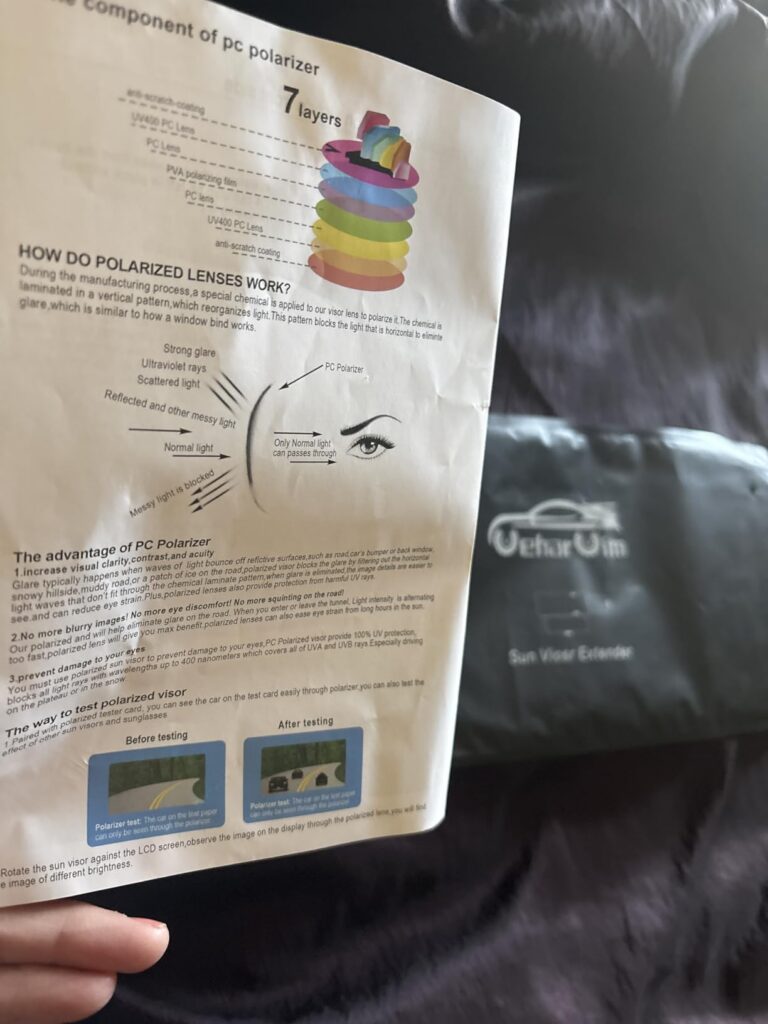 component of pc polarizer
7 layers
anti-scratch-coating
UV400 PC Lens
PC Lens
PVA polarizing film
PC lens
UV400 PC Lens
anti-scratch coating
HOW DO POLARIZED LENSES WORK?
During the manufacturing process,a special chemical is applied to our visor lens to polarize it.The chemical is
laminated in a vertical pattern,which reorganizes light.This pattern blocks the light that is horizontal to eliminte
glare,which is similar to how a window bind works.
Strong glare
Ultraviolet rays
Scattered light
PC Polarizer
Reflected and other messy light
Normal light
Only Normal light
can passes through
Messy light is blocked
The advantage of PC Polarizer
1.increase visual clarity,contrast,and acuity
Glare typically happens when waves of light bounce off reflctive surfaces,such as road,car's bumper or back window,
snowy hillside,muddy road,or a patch of ice on the road,polarized visor blocks the glare by filtering out the horizontal
light waves that don't fit through the chemical laminate pattern,when glare is eliminated,the image details are easier to
see.and can reduce eye strain.Plus,polarized lenses also provide protection from harmful UV rays.
2.No more blurry images! No more eye discomfort! No more squinting on the road!
Our polarized and will help eliminate glare on the road. When you enter or leave the funnel, Light intensity is alternating
too fast,polarized lens will give you max benefit.polarized lenses can also ease eye strain from long hours in the sun.
3.prevent damage to your eyes
You must use polarized sun visor to prevent damage to your eyes,PC Polarized visot provide 100% UV protection,
blocks all light rays with wavelengths up to 400 nanometers which covers all of UVA and UVB rays.Especially driving
on the plateau or in the snow
The way to test polarized visor
1.Paired with polarized tester card, you can see the car on the test card easily through polarizer,you can also test the
effect of other sun visors and sunglasses.
Before testing
After testing
Polarizer test: The car on the test paper
can only be seen through the polarizer
Polarizer test: The car on the test paper
can only be seen through the polarizer
Rotate the sun visor against the LCD screen,observe the image on the display through the polarized lens,you will find
e image of different brightness.
VeharVim
Sun Visor Extender